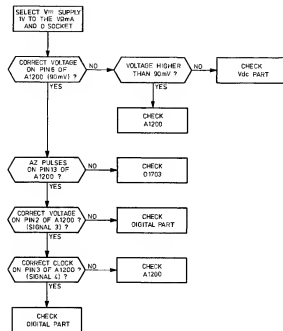 SELECT V⎓ SUPPLY
1V TO THE VΩmA
AND 0 SOCKET
CORRECT VOLTAGE
ON PIN6 OF
A1200 (90mV) ?
NO
VOLTAGE HIGHER
THAN 90mV ?
NO
CHECK
Vdc PART
YES
YES
CHECK
A1200
AZ PULSES
ON PIN13 OF
A1200 ?
NO
CHECK
D1703
YES
CORRECT VOLTAGE
ON PIN2 OF A1200 ?
(SIGNAL 3) ?
NO
CHECK
DIGITAL PART
YES
CORRECT CLOCK
ON PIN3 OF A1200 ?
(SIGNAL 4) ?
NO
CHECK
A1200
YES
CHECK
DIGITAL PART